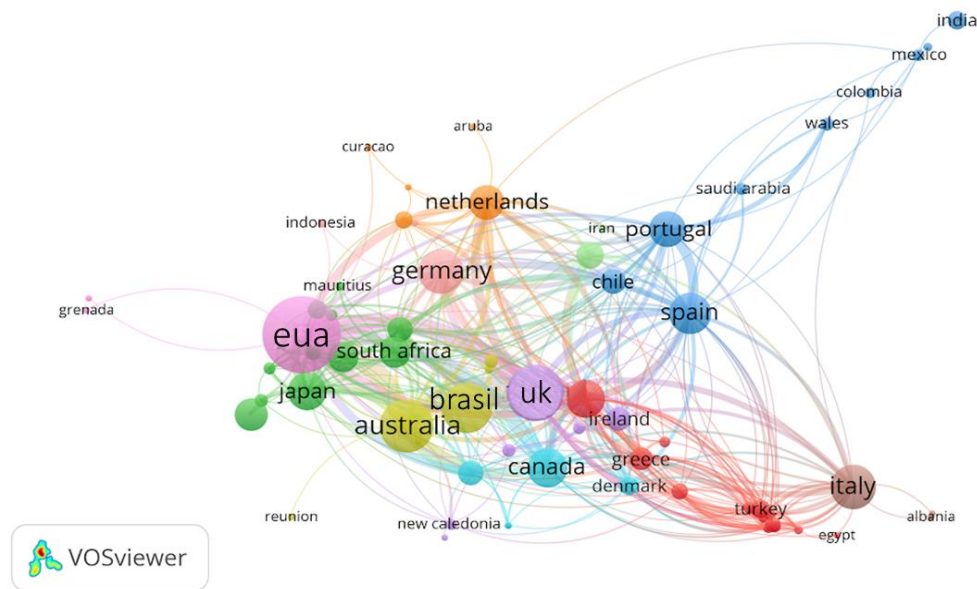 india
mexico
colombia
wales
aruba
curacao
saudi arabia
netherlands
indonesia
iran
portugal
germany
chile
mauritius
grenada
spain
eua
south africa
japan
brasil
uk
australia
ireland
greece
canada
denmark
italy
turkey
reunion
new caledonia
albania
egypt
VOSviewer